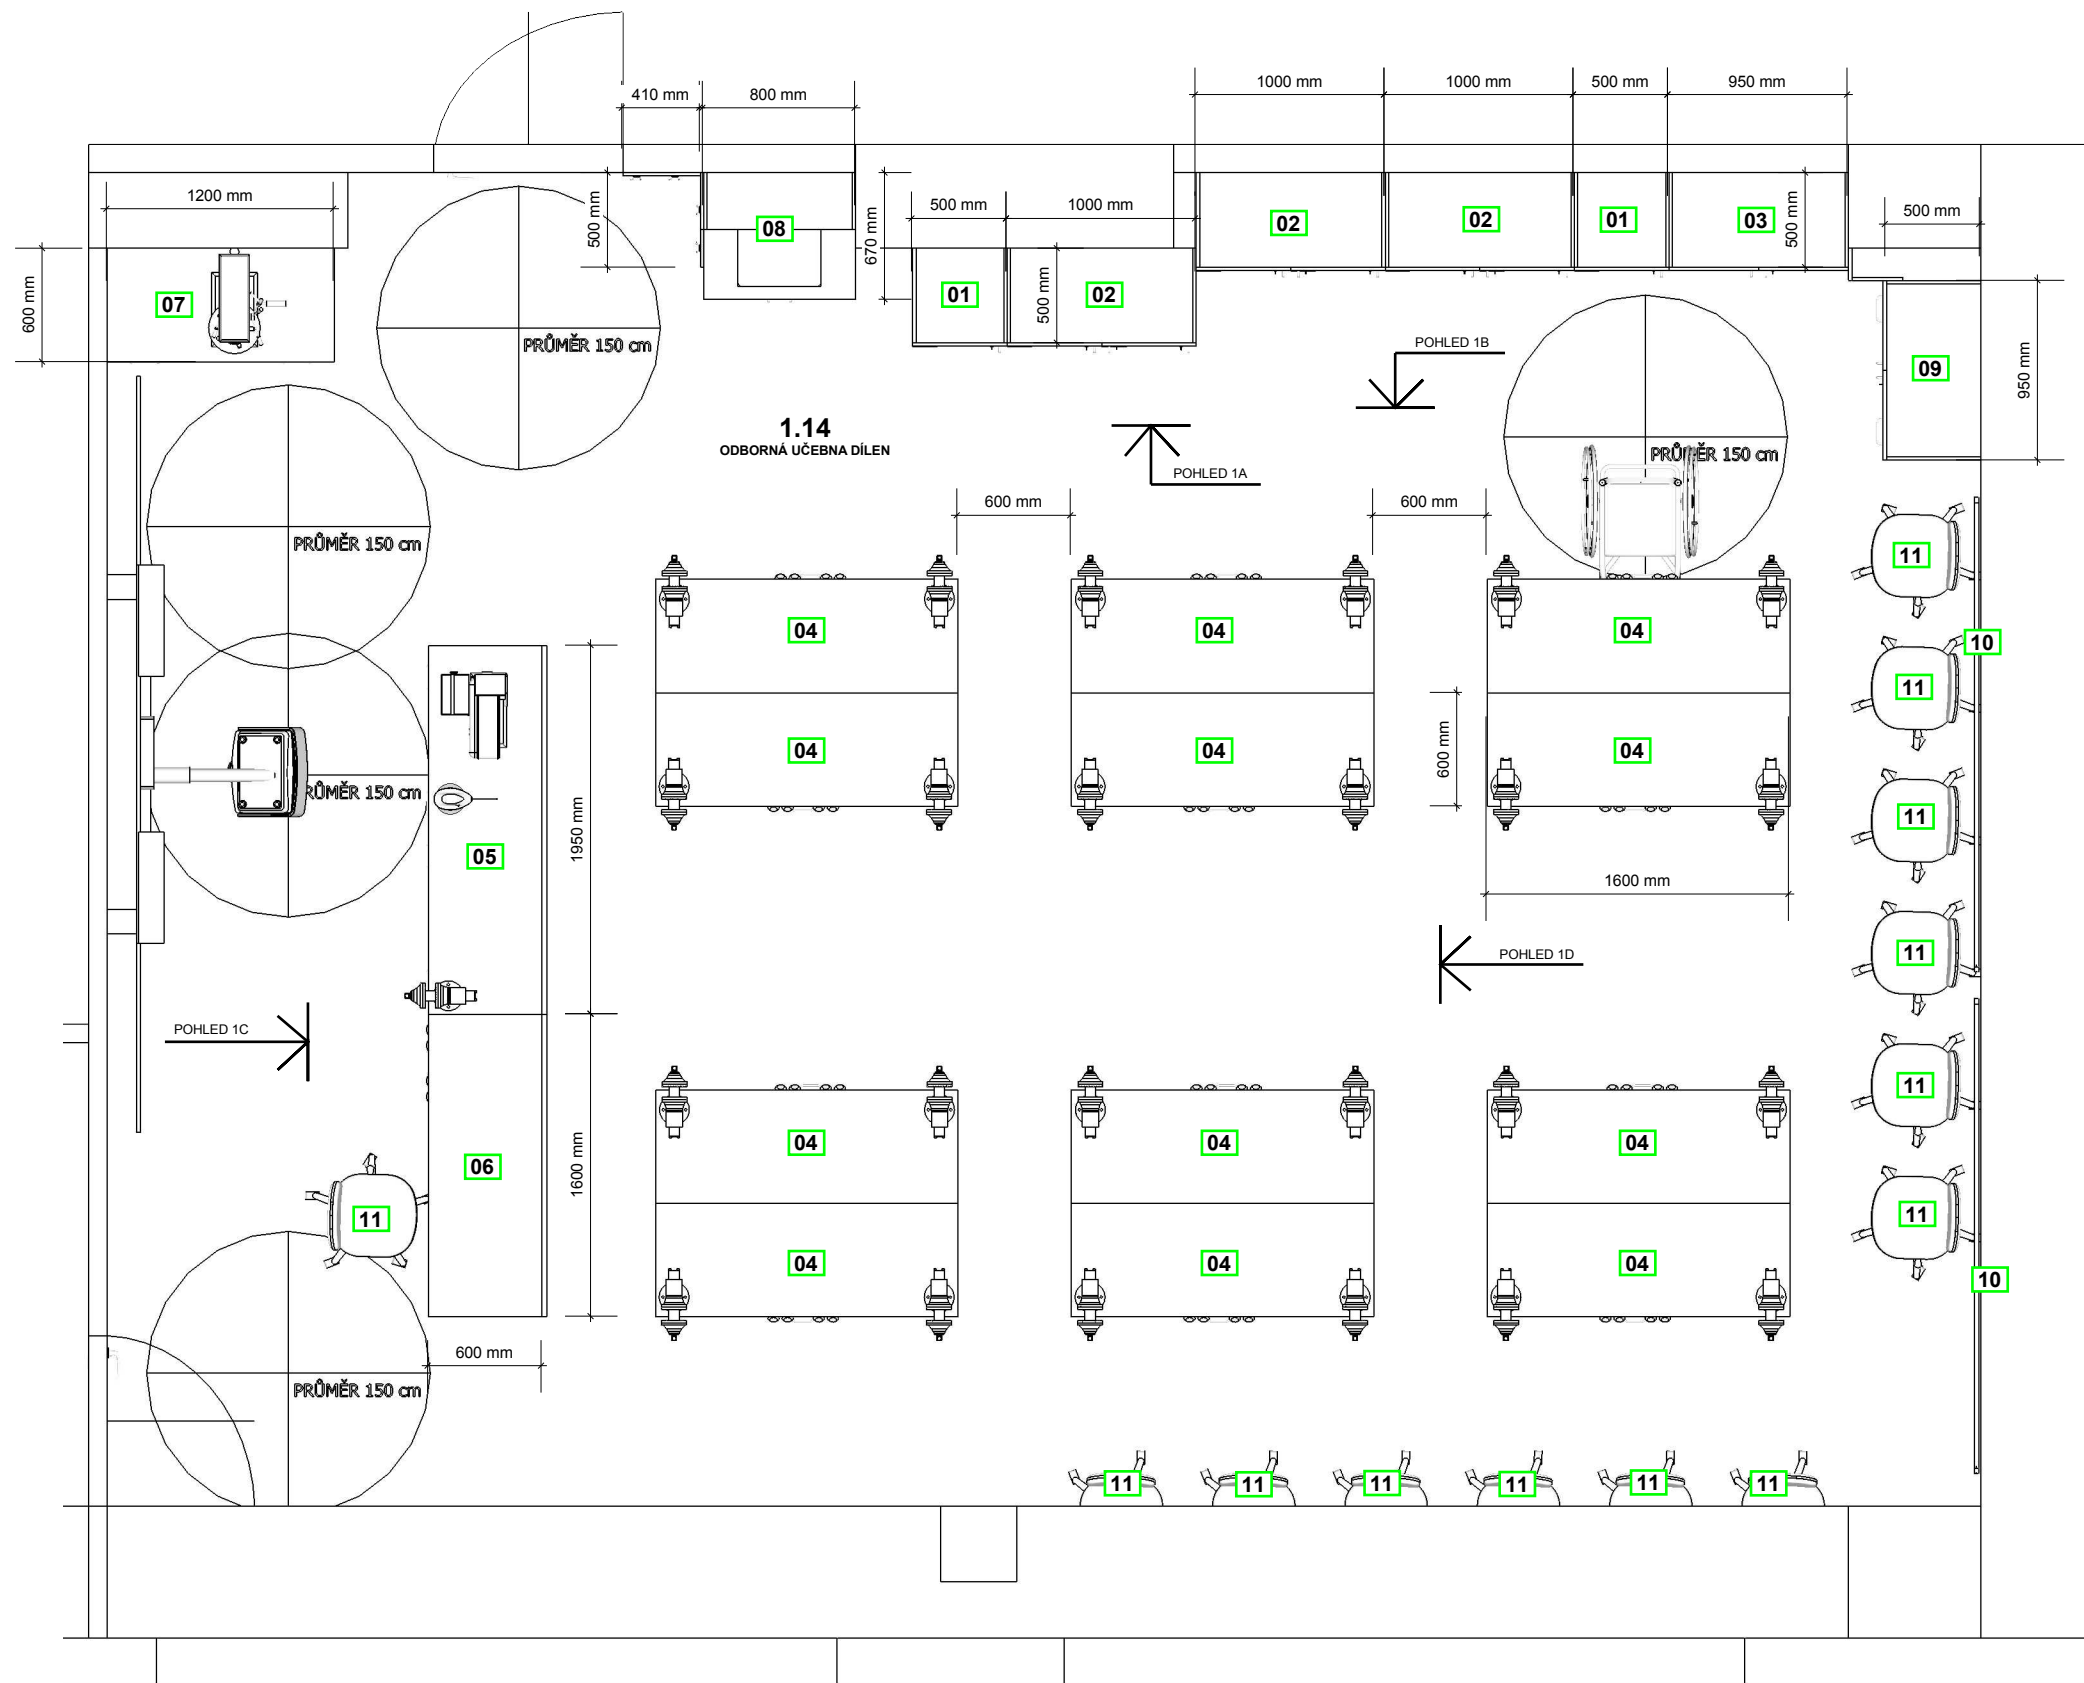 410 mm
800 mm
1000 mm
1000 mm
500 mm
950 mm
1200 mm
500 mm
1000 mm
500 mm
500 mm
670 mm
08
02
02
01
03
500 mm
600 mm
07
01
500 mm
02
PRŮMĚR 150 cm
POHLED 1B
09
950 mm
1.14
ODBORNÁ UČEBNA DÍLEN
POHLED 1A
PRŮMĚR 150 cm
600 mm
600 mm
PRŮMĚR 150 cm
11
04
04
04
10
11
04
04
600 mm
04
PRŮMĚR 150 cm
1950 mm
11
05
1600 mm
11
POHLED 1D
POHLED 1C
11
04
04
04
06
1600 mm
11
11
04
04
04
10
600 mm
PRŮMĚR 150 cm
11
11
11
11
11
11